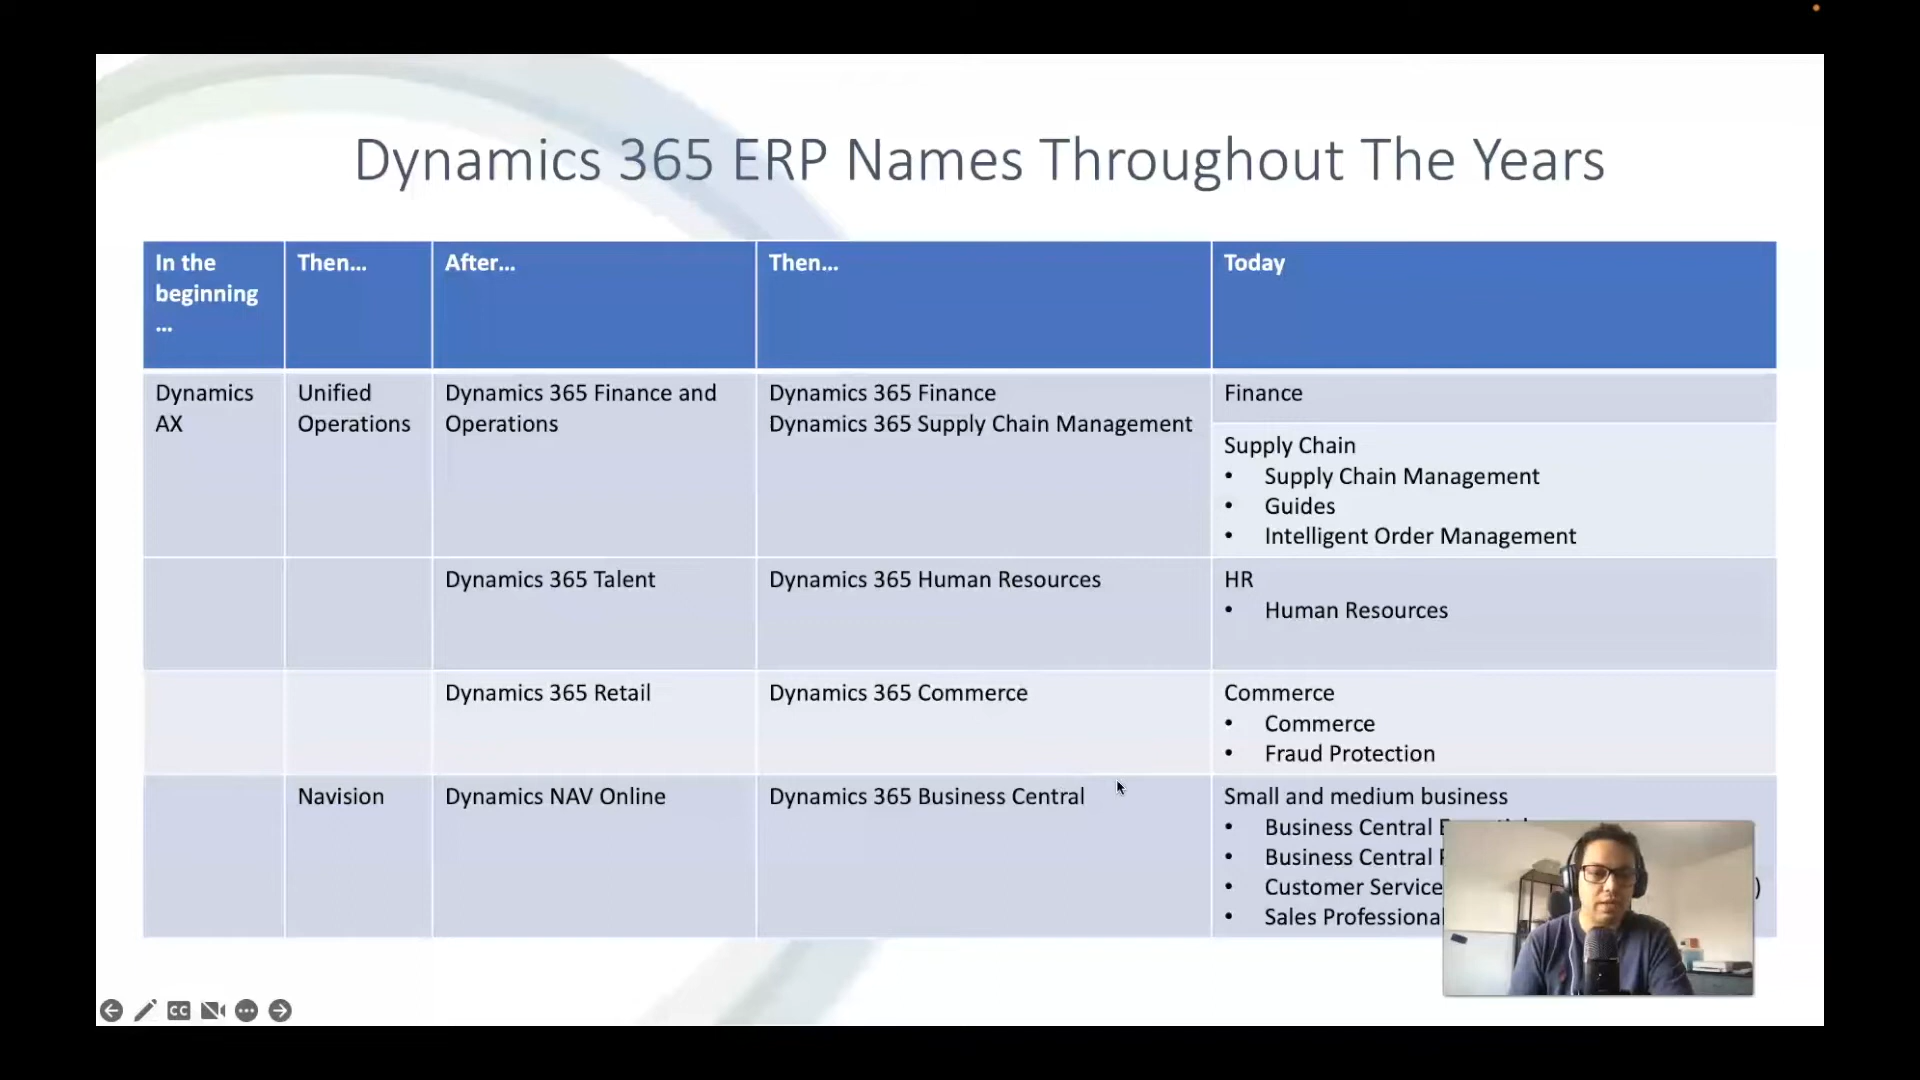 Dynamics 365 ERP Names Throughout The Years
In the
beginning
...
Then...
After...
Then...
Today
Dynamics
AX
Unified
Operations
Dynamics 365 Finance and
Operations
Dynamics 365 Finance
Dynamics 365 Supply Chain Management
Finance
Supply Chain
• Supply Chain Management
• Guides
• Intelligent Order Management
Dynamics 365 Talent
Dynamics 365 Human Resources
HR
• Human Resources
Dynamics 365 Retail
Dynamics 365 Commerce
Commerce
• Commerce
• Fraud Protection
Navision
Dynamics NAV Online
Dynamics 365 Business Central
Small and medium business
• Business Central
• Business Central
• Customer Service )
• Sales Professional
CC